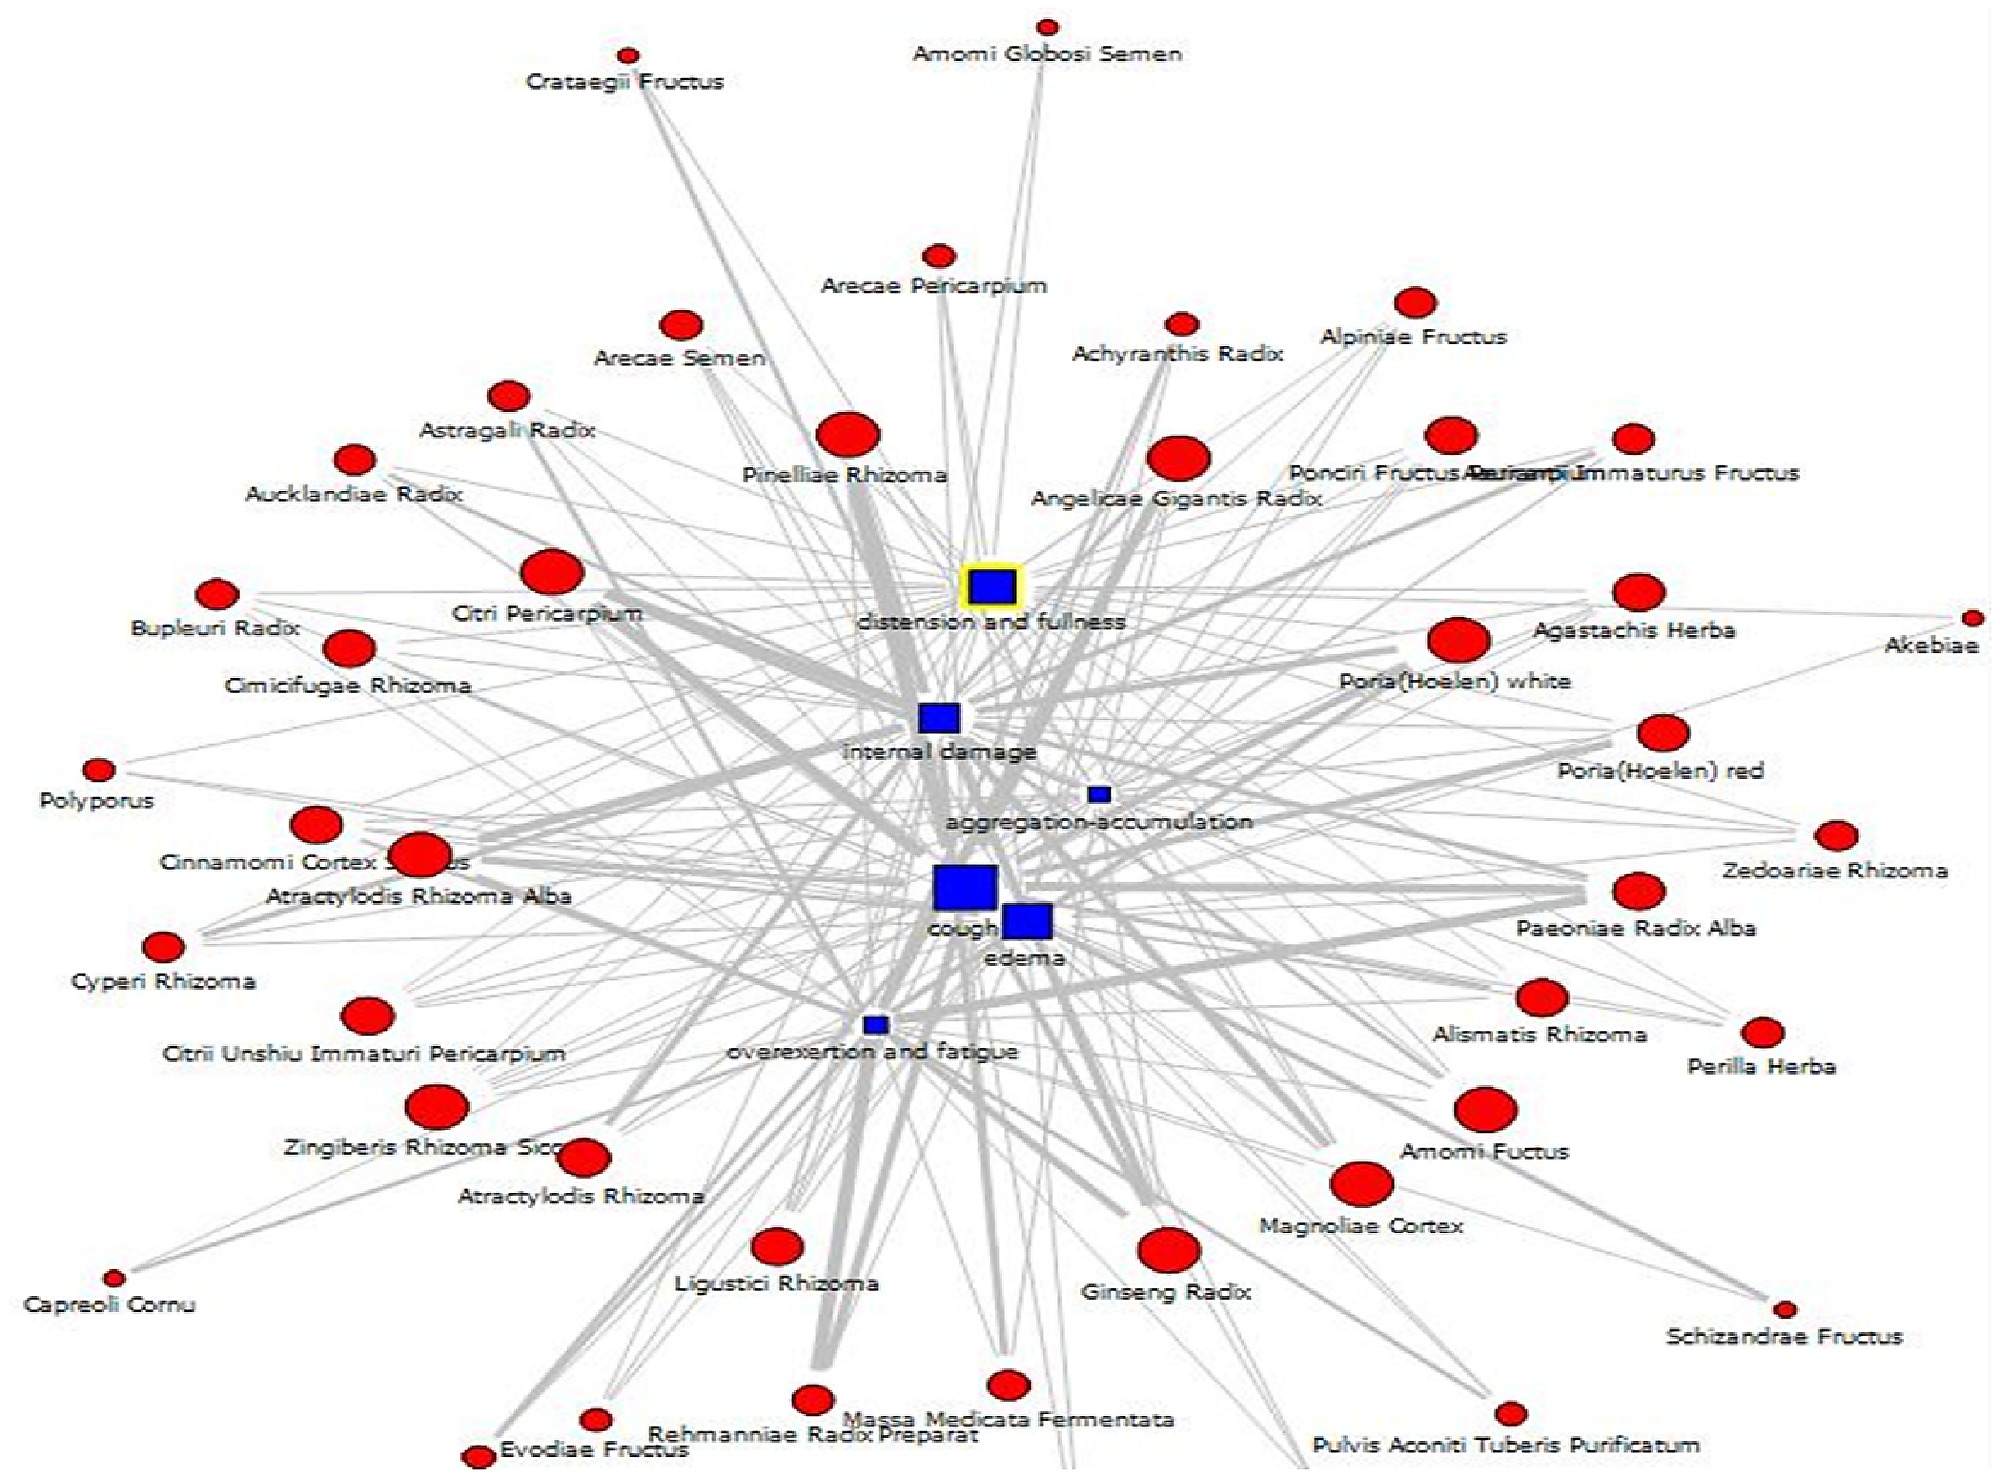 Amomi Globosi Semen
Crataegii Fructus
Arecae Pericarpium
Alpiniae Fructus
Achyranthis Radix
Arecae Semen
Astragali Radix
Pinelliae Rhizoma
Ponciri Fructus
Immaturus Fructus
Aucklandiae Radix
Angelicae Gigantis Radix
Citri Pericarpium
distension and fullness
Bupleuri Radix
Agastachis Herba
Akebiae
Cimicifugae Rhizoma
Poria(Hoelen) white
internal damage
Poria(Hoelen) red
Polyporus
aggregation-accumulation
Cinnamomi Cortex
Zedoariae Rhizoma
Atractylodis Rhizoma Alba
cough
Paeoniae Radix Alba
edema
Cyperi Rhizoma
Alismatis Rhizoma
Citrii Unshiu Immaturi Pericarpium
overexertion and fatigue
Perilla Herba
Zingiberis Rhizoma
Amomi Fuctus
Atractylodis Rhizoma
Magnoliae Cortex
Ligustici Rhizoma
Ginseng Radix
Capreoli Cornu
Schizandrae Fructus
Massa Medicata Fermentata
Rehmanniae Radix Preparat
Evodiae Fructus
Pulvis Aconiti Tuberis Purificatum